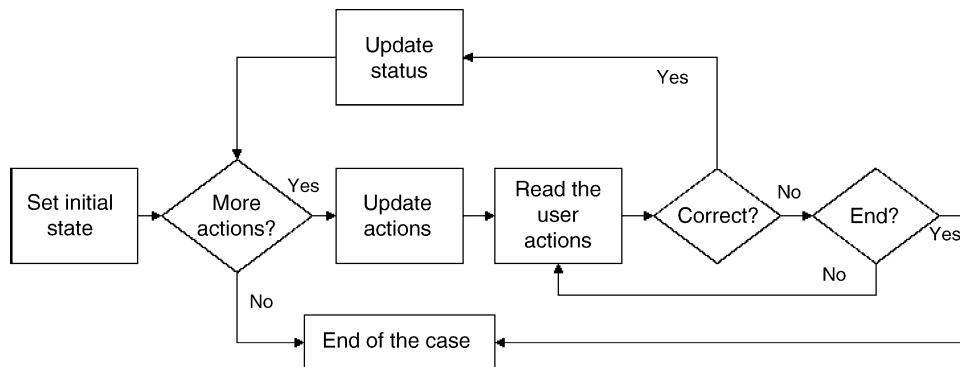 Update
status
Yes
Set initial
state
More
actions?
Yes
Update
actions
Read the
user
actions
Correct?
No
End?
Yes
No
No
End of the case